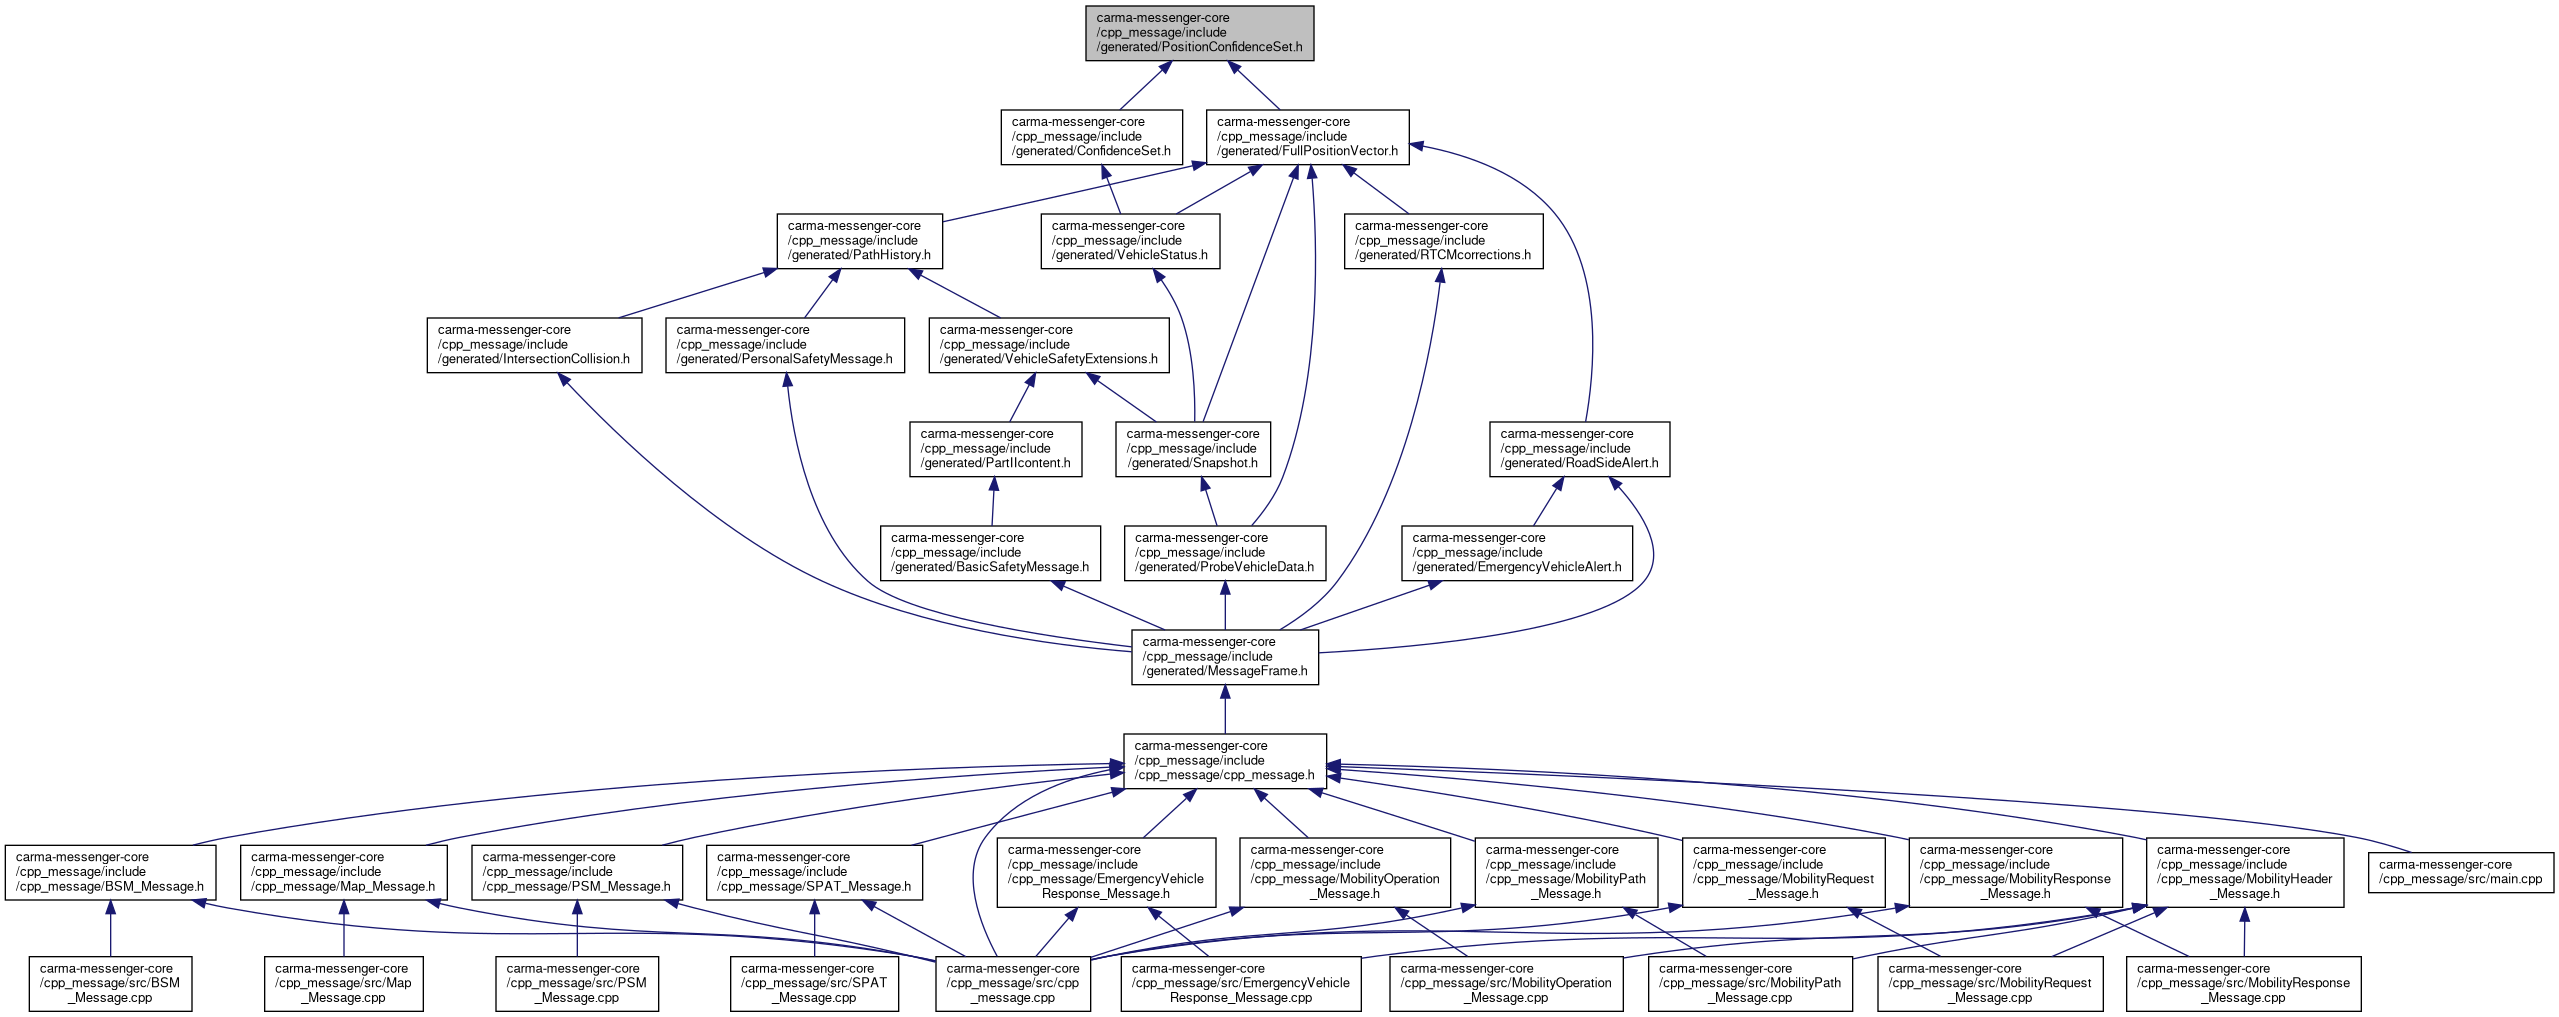 carma-messenger-core
/cpp_message/include
/generated/PositionConfidenceSet.h
carma-messenger-core
/cpp_message/include
/generated/ConfidenceSet.h
carma-messenger-core
/cpp_message/include
/generated/FullPositionVector.h
carma-messenger-core
/cpp_message/include
/generated/PathHistory.h
carma-messenger-core
/cpp_message/include
/generated/VehicleStatus.h
carma-messenger-core
/cpp_message/include
/generated/RTCMcorrections.h
carma-messenger-core
/cpp_message/include
/generated/IntersectionCollision.h
carma-messenger-core
/cpp_message/include
/generated/PersonalSafetyMessage.h
carma-messenger-core
/cpp_message/include
/generated/VehicleSafetyExtensions.h
carma-messenger-core
/cpp_message/include
/generated/PartIIcontent.h
carma-messenger-core
/cpp_message/include
/generated/Snapshot.h
carma-messenger-core
/cpp_message/include
/generated/RoadSideAlert.h
carma-messenger-core
/cpp_message/include
/generated/BasicSafetyMessage.h
carma-messenger-core
/cpp_message/include
/generated/ProbeVehicleData.h
carma-messenger-core
/cpp_message/include
/generated/EmergencyVehicleAlert.h
carma-messenger-core
/cpp_message/include
/generated/MessageFrame.h
carma-messenger-core
/cpp_message/include
/cpp_message/cpp_message.h
carma-messenger-core
/cpp_message/include
/cpp_message/BSM_Message.h
carma-messenger-core
/cpp_message/include
/cpp_message/Map_Message.h
carma-messenger-core
/cpp_message/include
/cpp_message/PSM_Message.h
carma-messenger-core
/cpp_message/include
/cpp_message/SPAT_Message.h
carma-messenger-core
/cpp_message/include
/cpp_message/EmergencyVehicle
Response_Message.h
carma-messenger-core
/cpp_message/include
/cpp_message/MobilityOperation
_Message.h
carma-messenger-core
/cpp_message/include
/cpp_message/MobilityPath
_Message.h
carma-messenger-core
/cpp_message/include
/cpp_message/MobilityRequest
_Message.h
carma-messenger-core
/cpp_message/include
/cpp_message/MobilityResponse
_Message.h
carma-messenger-core
/cpp_message/include
/cpp_message/MobilityHeader
_Message.h
carma-messenger-core
/cpp_message/src/main.cpp
carma-messenger-core
/cpp_message/src/BSM
_Message.cpp
carma-messenger-core
/cpp_message/src/Map
_Message.cpp
carma-messenger-core
/cpp_message/src/PSM
_Message.cpp
carma-messenger-core
/cpp_message/src/SPAT
_Message.cpp
carma-messenger-core
/cpp_message/src/cpp
_message.cpp
carma-messenger-core
/cpp_message/src/EmergencyVehicle
Response_Message.cpp
carma-messenger-core
/cpp_message/src/MobilityOperation
_Message.cpp
carma-messenger-core
/cpp_message/src/MobilityPath
_Message.cpp
carma-messenger-core
/cpp_message/src/MobilityRequest
_Message.cpp
carma-messenger-core
/cpp_message/src/MobilityResponse
_Message.cpp